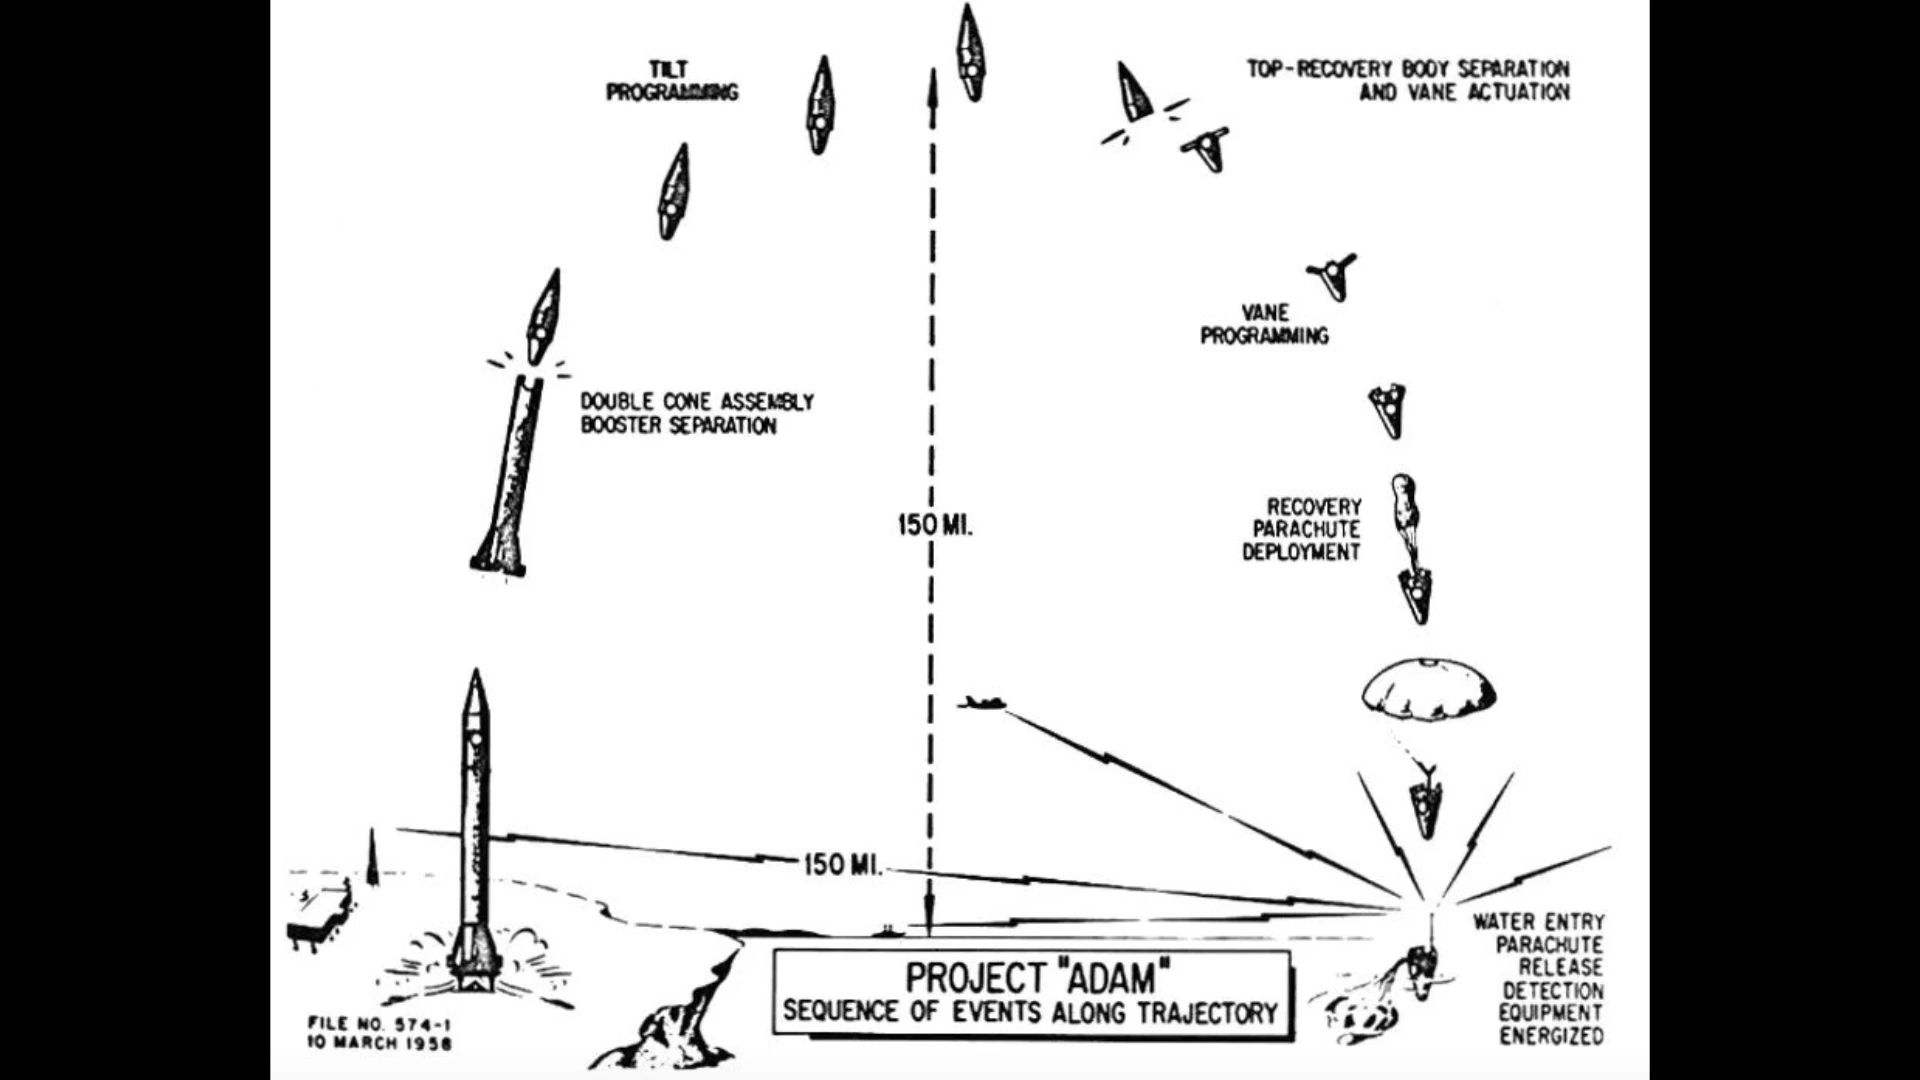 TILT
PROGRAMMING
TOP-RECOVERY BODY SEPARATION
AND VANE ACTUATION
VANE
PROGRAMMING
DOUBLE CONE ASSEMBLY
BOOSTER SEPARATION
150 MI.
RECOVERY
PARACHUTE
DEPLOYMENT
150 MI.
WATER ENTRY
PARACHUTE
RELEASE
DETECTION
EQUIPMENT
ENERGIZED
PROJECT "ADAM"
SEQUENCE OF EVENTS ALONG TRAJECTORY
FILE NO. 574-1
10 MARCH 1958